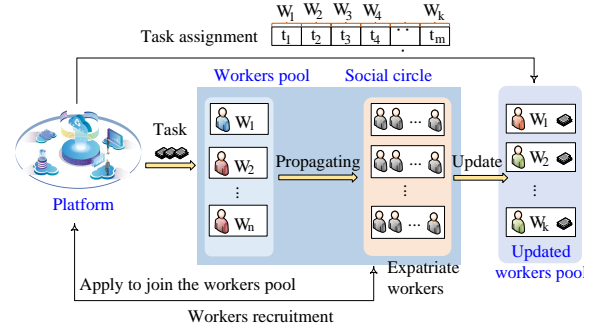 W1 W2 W3 W4 Wk
Task assignment
t1 t2 t3 t4 ·· tm
Workers pool
Social circle
Task
W1
W2
⋮
Wn
Propagating
···
···
⋮
···
Update
W1
W2
⋮
Wk
Platform
Updated
workers pool
Expatriate
workers
Apply to join the workers pool
Workers recruitment